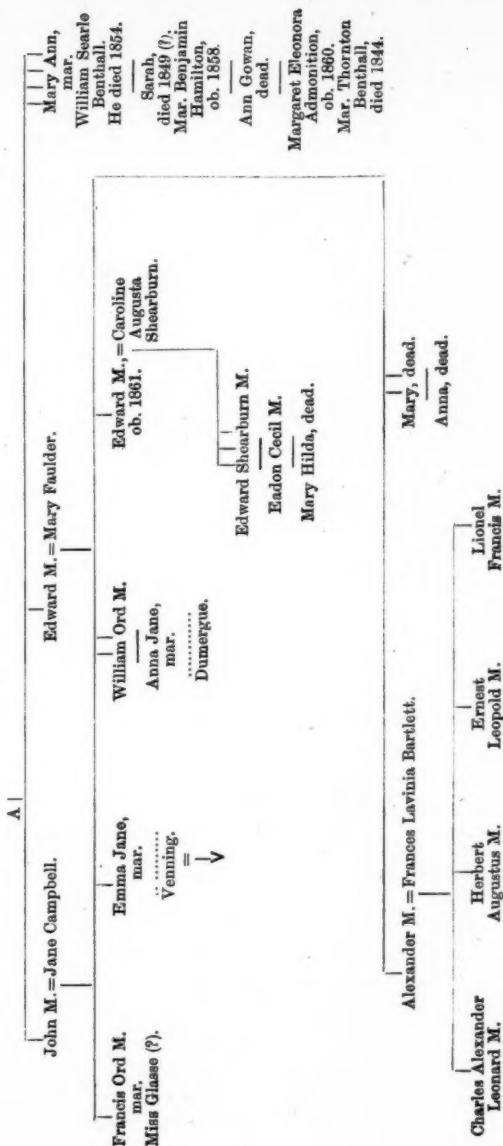 A
John M. = Jane Campbell.
Edward M. = Mary Faulder.
Mary Ann,
mar.
William Searle
Benthall.
He died 1854.
Sarah,
died 1849 (?).
Mar. Benjamin
Hamilton,
ob. 1858.
Ann Gowan,
dead.
Margaret Eleonora
Admonition,
ob. 1860.
Mar. Thornton
Benthall,
died 1844.
Francis Ord M.
mar.
Miss Glasse (?).
Emma Jane,
mar.
......... Venning.
=
William Ord M.
Anna Jane,
mar.
............
Dumergue.
Edward M., = Caroline
ob. 1861. Augusta
Shearburn.
Edward Shearburn M.
Eadon Cecil M.
Mary Hilda, dead.
Alexander M. = Frances Lavinia Bartlett.
Mary, dead.
Anna, dead.
Charles Alexander
Leonard M.
Herbert
Augustus M.
Ernest
Leopold M.
Lionel
Francis M.